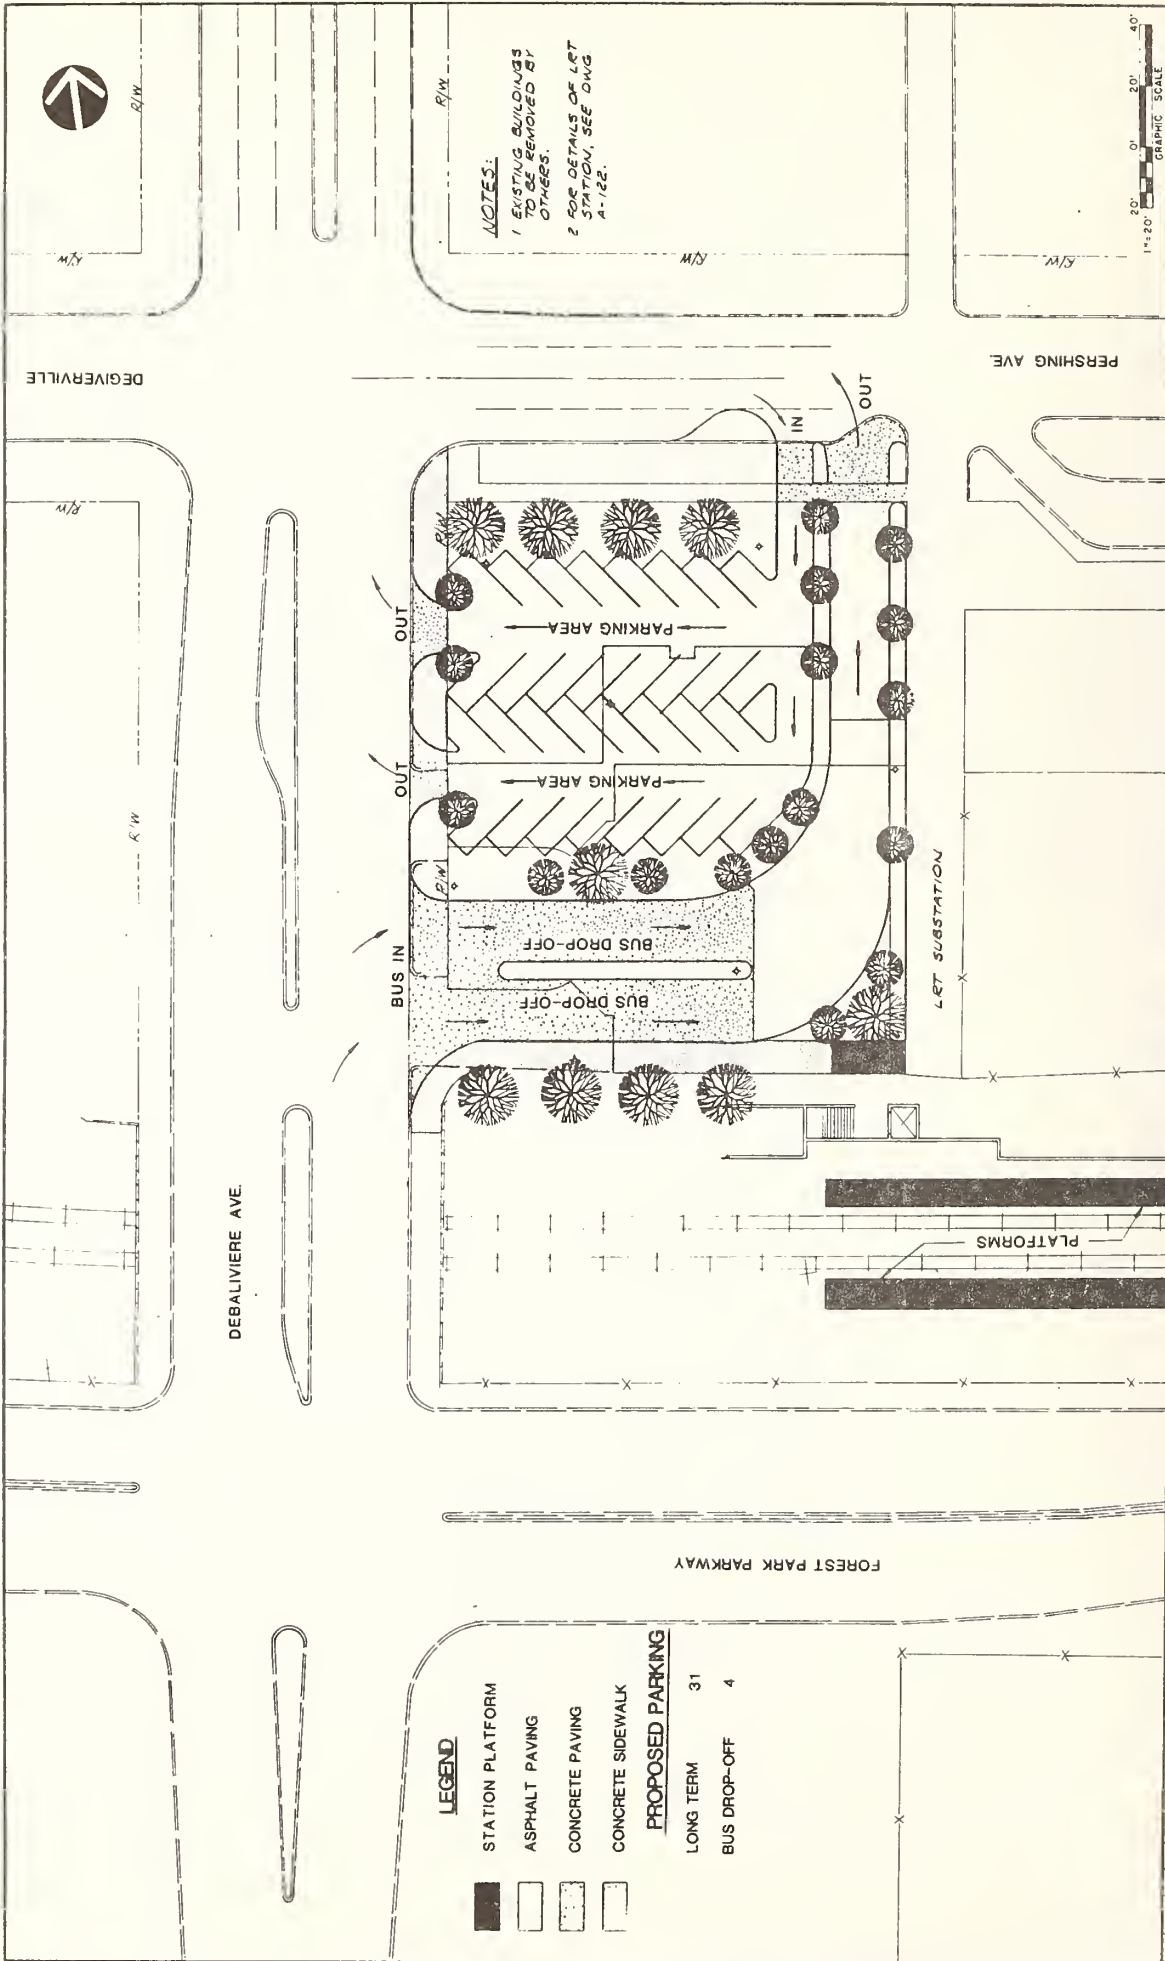 R/W
R/W
R/W
NOTES:
1 EXISTING BUILDINGS
TO BE REMOVED BY
OTHERS.
2 FOR DETAILS OF LRT
STATION, SEE DWG
A-122.
R/W
R/W
20' 0' 20' 40'
1"=20'
GRAPHIC SCALE
DEGIVERVILLE
PERSHING AVE.
R/W
R/W
R/W
R/W
OUT
OUT
IN
OUT
PARKING AREA
PARKING AREA
BUS IN
BUS DROP-OFF
BUS DROP-OFF
LRT SUBSTATION
DEBALIVIERE AVE.
PLATFORMS
FOREST PARK PARKWAY
LEGEND
STATION PLATFORM
ASPHALT PAVING
CONCRETE PAVING
CONCRETE SIDEWALK
PROPOSED PARKING
LONG TERM 31
BUS DROP-OFF 4